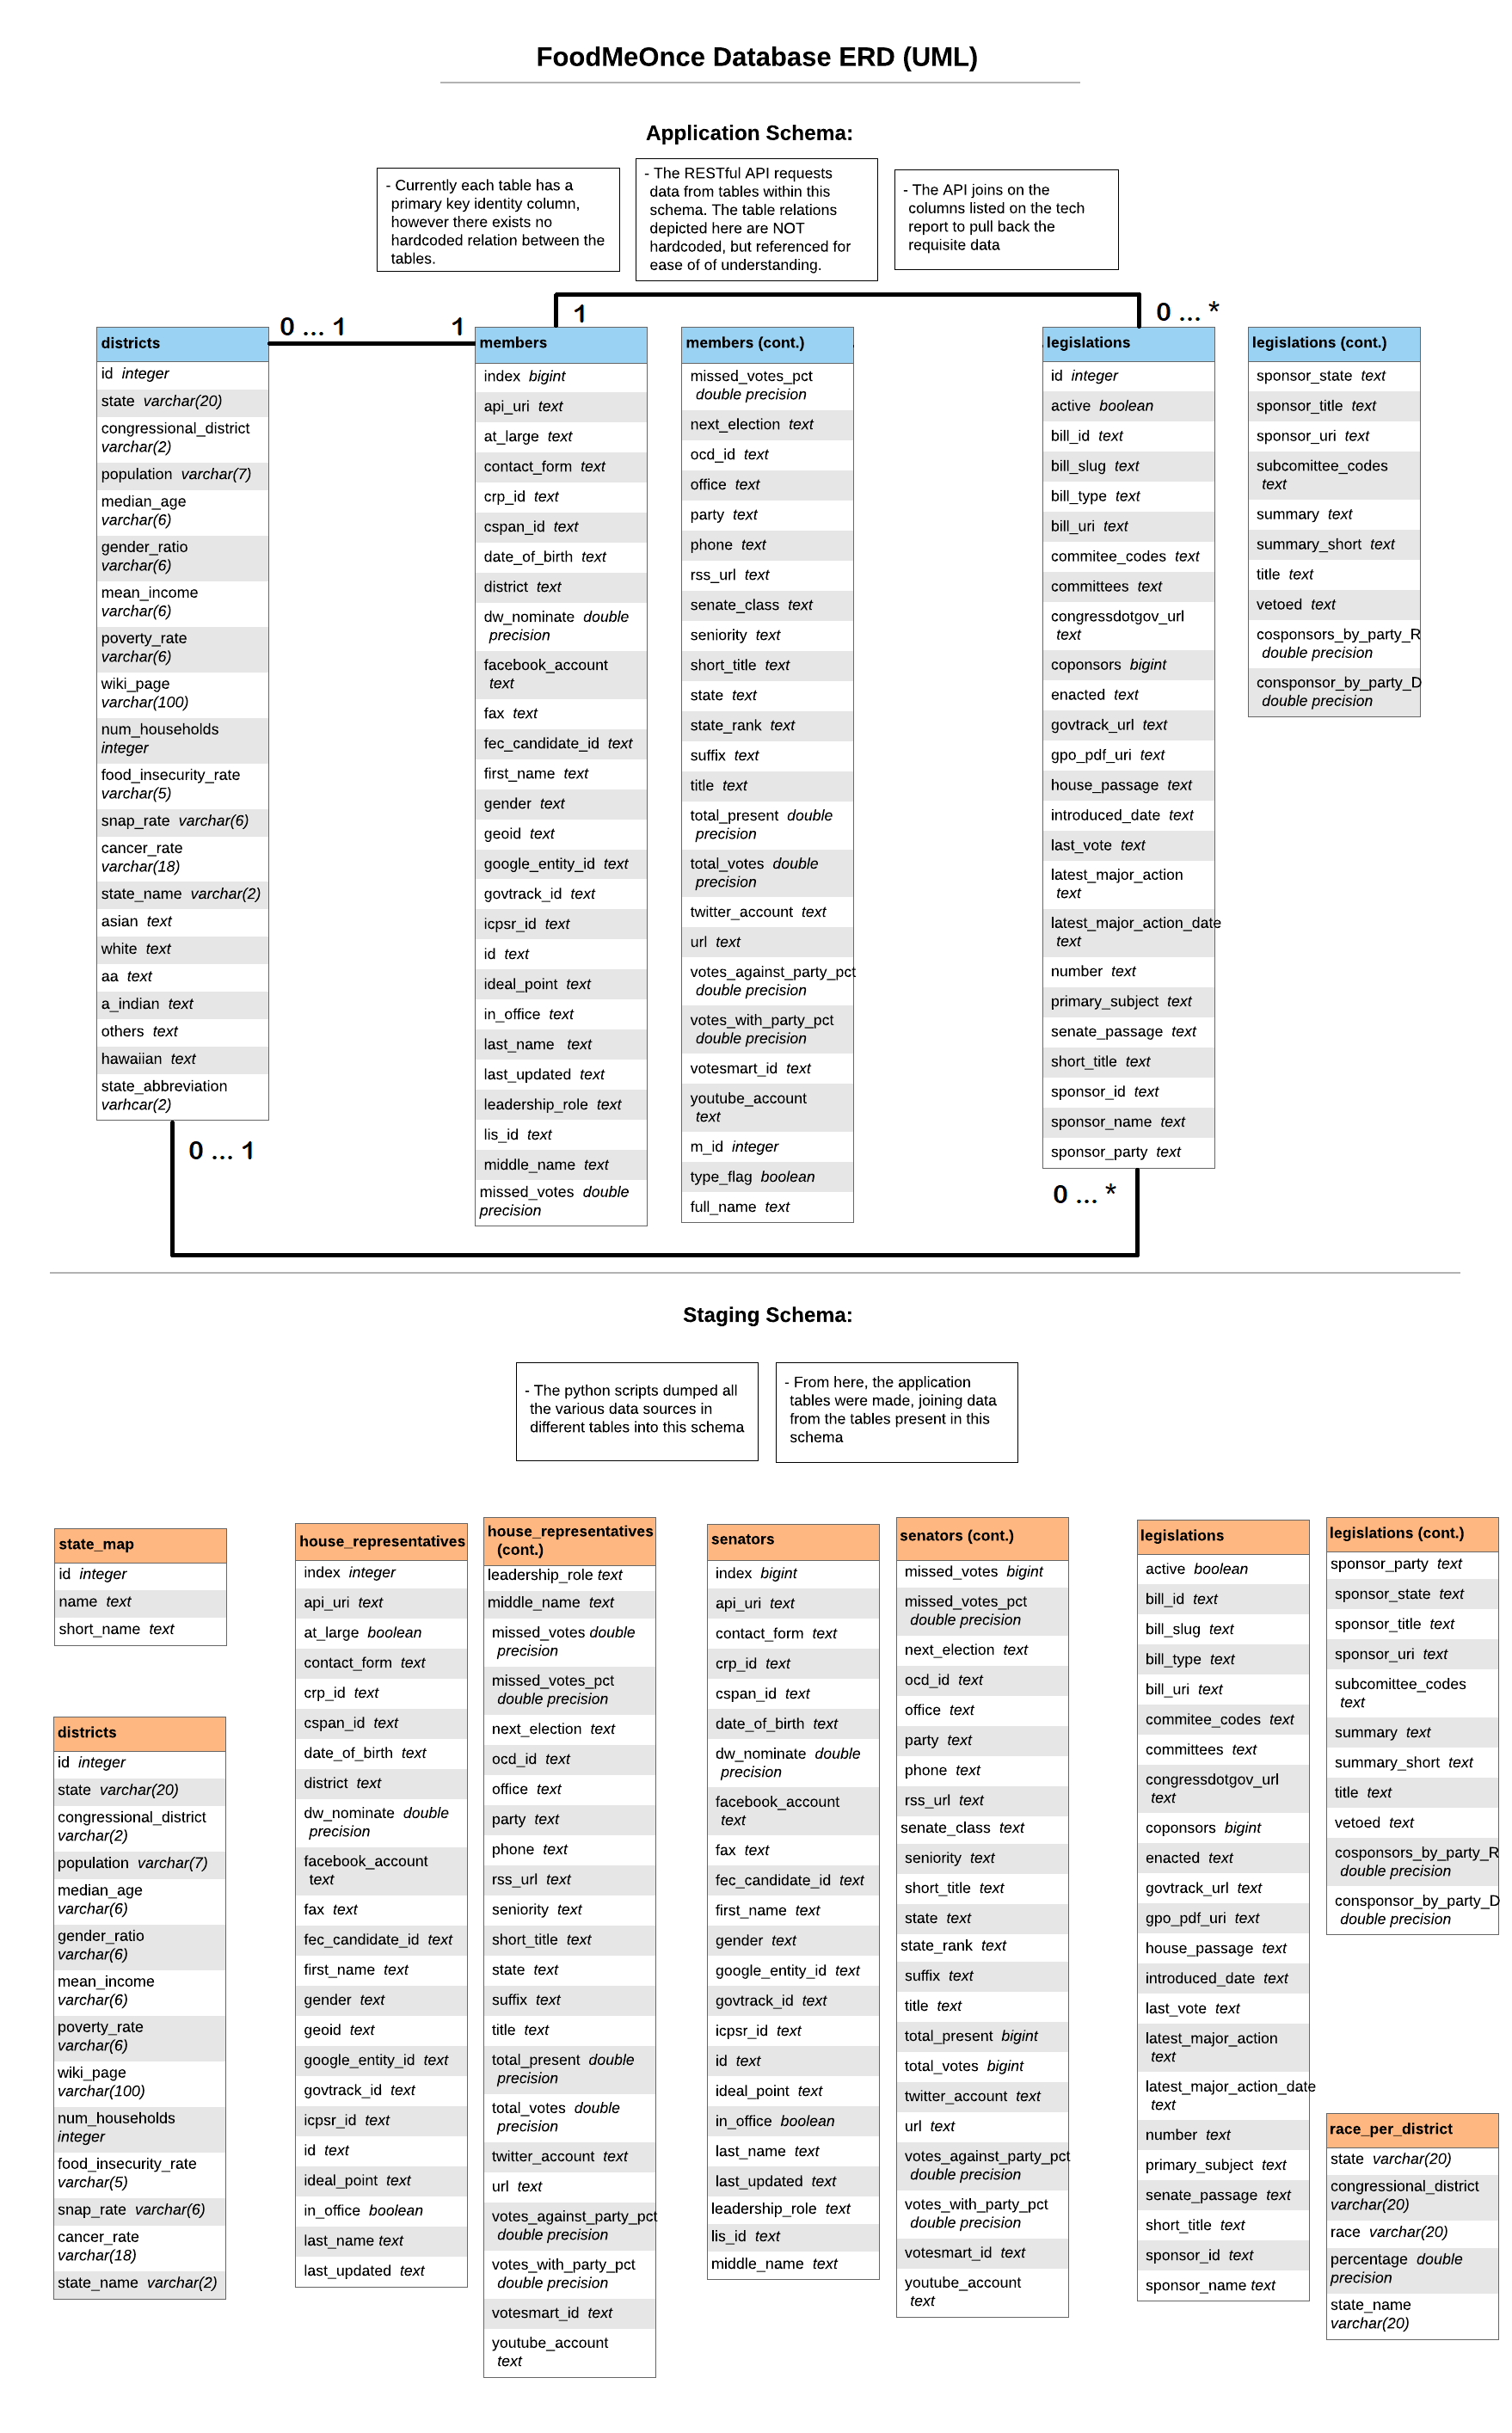 FoodMeOnce Database ERD (UML)
Application Schema:
- Currently each table has a
primary key identity column,
however there exists no
hardcoded relation between the
tables.
- The RESTful API requests
data from tables within this
schema. The table relations
depicted here are NOT
hardcoded, but referenced for
ease of of understanding.
- The API joins on the
columns listed on the tech
report to pull back the
requisite data
0 ... 1
1
1
0 ... *
districts
id integer
state varchar(20)
congressional_district
varchar(2)
population varchar(7)
median_age
varchar(6)
gender_ratio
varchar(6)
mean_income
varchar(6)
poverty_rate
varchar(6)
wiki_page
varchar(100)
num_households
integer
food_insecurity_rate
varchar(5)
snap_rate varchar(6)
cancer_rate
varchar(18)
state_name varchar(2)
asian text
white text
aa text
a_indian text
others text
hawaiian text
state_abbreviation
varhcar(2)
0 ... 1
members
index bigint
api_uri text
at_large text
contact_form text
crp_id text
cspan_id text
date_of_birth text
district text
dw_nominate double
precision
facebook_account
text
fax text
fec_candidate_id text
first_name text
gender text
geoid text
google_entity_id text
govtrack_id text
icpsr_id text
id text
ideal_point text
in_office text
last_name text
last_updated text
leadership_role text
lis_id text
middle_name text
missed_votes double
precision
members (cont.)
missed_votes_pct
double precision
next_election text
ocd_id text
office text
party text
phone text
rss_url text
senate_class text
seniority text
short_title text
state text
state_rank text
suffix text
title text
total_present double
precision
total_votes double
precision
twitter_account text
url text
votes_against_party_pct
double precision
votes_with_party_pct
double precision
votesmart_id text
youtube_account
text
m_id integer
type_flag boolean
full_name text
legislations
id integer
active boolean
bill_id text
bill_slug text
bill_type text
bill_uri text
commitee_codes text
committees text
congressdotgov_url
text
coponsors bigint
enacted text
govtrack_url text
gpo_pdf_uri text
house_passage text
introduced_date text
last_vote text
latest_major_action
text
latest_major_action_date
text
number text
primary_subject text
senate_passage text
short_title text
sponsor_id text
sponsor_name text
sponsor_party text
0 ... *
legislations (cont.)
sponsor_state text
sponsor_title text
sponsor_uri text
subcomittee_codes
text
summary text
summary_short text
title text
vetoed text
cosponsors_by_party_R
double precision
consponsor_by_party_D
double precision
Staging Schema:
- The python scripts dumped all
the various data sources in
different tables into this schema
- From here, the application
tables were made, joining data
from the tables present in this
schema
state_map
id integer
name text
short_name text
districts
id integer
state varchar(20)
congressional_district
varchar(2)
population varchar(7)
median_age
varchar(6)
gender_ratio
varchar(6)
mean_income
varchar(6)
poverty_rate
varchar(6)
wiki_page
varchar(100)
num_households
integer
food_insecurity_rate
varchar(5)
snap_rate varchar(6)
cancer_rate
varchar(18)
state_name varchar(2)
house_representatives
index integer
api_uri text
at_large boolean
contact_form text
crp_id text
cspan_id text
date_of_birth text
district text
dw_nominate double
precision
facebook_account
text
fax text
fec_candidate_id text
first_name text
gender text
geoid text
google_entity_id text
govtrack_id text
icpsr_id text
id text
ideal_point text
in_office boolean
last_name text
last_updated text
house_representatives
(cont.)
leadership_role text
middle_name text
missed_votes double
precision
missed_votes_pct
double precision
next_election text
ocd_id text
office text
party text
phone text
rss_url text
seniority text
short_title text
state text
suffix text
title text
total_present double
precision
total_votes double
precision
twitter_account text
url text
votes_against_party_pct
double precision
votes_with_party_pct
double precision
votesmart_id text
youtube_account
text
senators
index bigint
api_uri text
contact_form text
crp_id text
cspan_id text
date_of_birth text
dw_nominate double
precision
facebook_account
text
fax text
fec_candidate_id text
first_name text
gender text
google_entity_id text
govtrack_id text
icpsr_id text
id text
ideal_point text
in_office boolean
last_name text
last_updated text
leadership_role text
lis_id text
middle_name text
senators (cont.)
missed_votes bigint
missed_votes_pct
double precision
next_election text
ocd_id text
office text
party text
phone text
rss_url text
senate_class text
seniority text
short_title text
state text
state_rank text
suffix text
title text
total_present bigint
total_votes bigint
twitter_account text
url text
votes_against_party_pct
double precision
votes_with_party_pct
double precision
votesmart_id text
youtube_account
text
legislations
active boolean
bill_id text
bill_slug text
bill_type text
bill_uri text
commitee_codes text
committees text
congressdotgov_url
text
coponsors bigint
enacted text
govtrack_url text
gpo_pdf_uri text
house_passage text
introduced_date text
last_vote text
latest_major_action
text
latest_major_action_date
text
number text
primary_subject text
senate_passage text
short_title text
sponsor_id text
sponsor_name text
legislations (cont.)
sponsor_party text
sponsor_state text
sponsor_title text
sponsor_uri text
subcomittee_codes
text
summary text
summary_short text
title text
vetoed text
cosponsors_by_party_R
double precision
consponsor_by_party_D
double precision
race_per_district
state varchar(20)
congressional_district
varchar(20)
race varchar(20)
percentage double
precision
state_name
varchar(20)